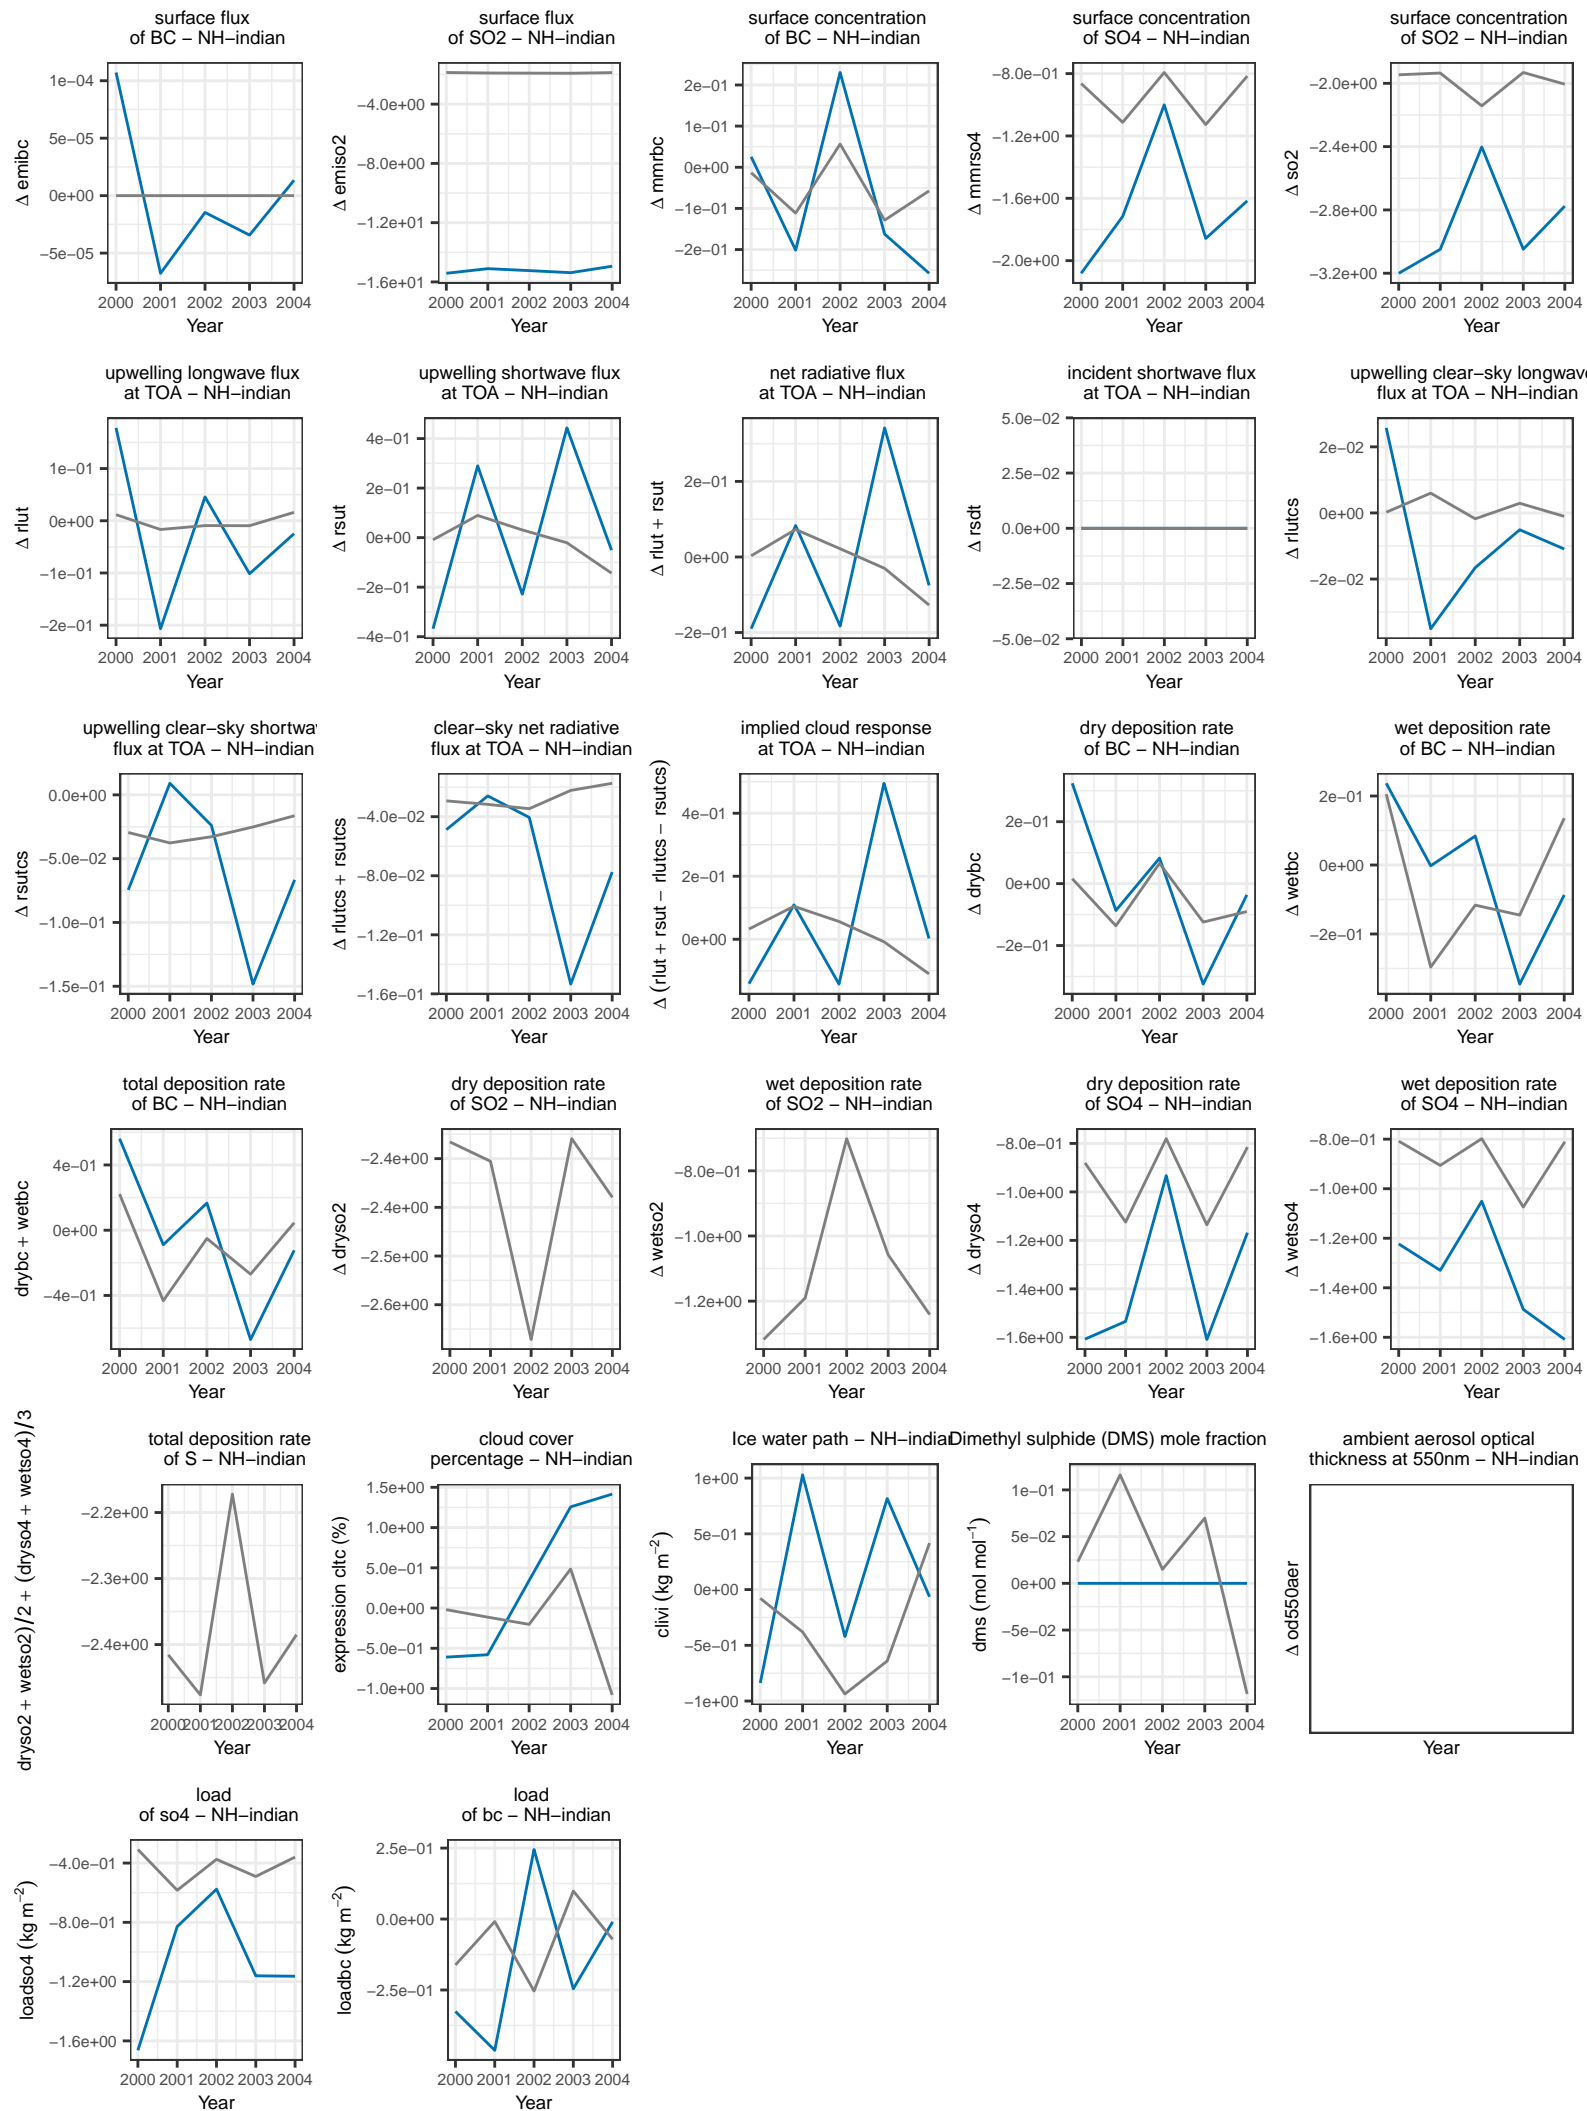 surface flux
of BC − NH−indian
Δ emibc
1e−04
5e−05
0e+00
−5e−05
2000 2001 2002 2003 2004
Year
surface flux
of SO2 − NH−indian
Δ emiso2
−4.0e+00
−8.0e+00
−1.2e+01
−1.6e+01
2000 2001 2002 2003 2004
Year
surface concentration
of BC − NH−indian
Δ mmrbc
2e−01
1e−01
0e+00
−1e−01
−2e−01
2000 2001 2002 2003 2004
Year
surface concentration
of SO4 − NH−indian
Δ mmrso4
−8.0e−01
−1.2e+00
−1.6e+00
−2.0e+00
2000 2001 2002 2003 2004
Year
surface concentration
of SO2 − NH−indian
Δ so2
−2.0e+00
−2.4e+00
−2.8e+00
−3.2e+00
2000 2001 2002 2003 2004
Year
upwelling longwave flux
at TOA − NH−indian
Δ rlut
1e−01
0e+00
−1e−01
−2e−01
2000 2001 2002 2003 2004
Year
upwelling shortwave flux
at TOA − NH−indian
Δ rsut
4e−01
2e−01
0e+00
−2e−01
−4e−01
2000 2001 2002 2003 2004
Year
net radiative flux
at TOA − NH−indian
Δ rlut + rsut
2e−01
0e+00
−2e−01
2000 2001 2002 2003 2004
Year
incident shortwave flux
at TOA − NH−indian
Δ rsdt
5.0e−02
2.5e−02
0.0e+00
−2.5e−02
−5.0e−02
2000 2001 2002 2003 2004
Year
upwelling clear−sky longwave
flux at TOA − NH−indian
Δ rlutcs
2e−02
0e+00
−2e−02
2000 2001 2002 2003 2004
Year
upwelling clear−sky shortwav
flux at TOA − NH−indian
Δ rsutcs
0.0e+00
−5.0e−02
−1.0e−01
−1.5e−01
2000 2001 2002 2003 2004
Year
clear−sky net radiative
flux at TOA − NH−indian
Δ rlutcs + rsutcs
−4.0e−02
−8.0e−02
−1.2e−01
−1.6e−01
2000 2001 2002 2003 2004
Year
implied cloud response
at TOA − NH−indian
Δ (rlut + rsut − rlutcs − rsutcs)
4e−01
2e−01
0e+00
2000 2001 2002 2003 2004
Year
dry deposition rate
of BC − NH−indian
Δ drybc
2e−01
0e+00
−2e−01
2000 2001 2002 2003 2004
Year
wet deposition rate
of BC − NH−indian
Δ wetbc
2e−01
0e+00
−2e−01
2000 2001 2002 2003 2004
Year
total deposition rate
of BC − NH−indian
drybc + wetbc
4e−01
0e+00
−4e−01
2000 2001 2002 2003 2004
Year
dry deposition rate
of SO2 − NH−indian
Δ dryso2
−2.4e+00
−2.4e+00
−2.5e+00
−2.6e+00
2000 2001 2002 2003 2004
Year
wet deposition rate
of SO2 − NH−indian
Δ wetso2
−8.0e−01
−1.0e+00
−1.2e+00
2000 2001 2002 2003 2004
Year
dry deposition rate
of SO4 − NH−indian
Δ dryso4
−8.0e−01
−1.0e+00
−1.2e+00
−1.4e+00
−1.6e+00
2000 2001 2002 2003 2004
Year
wet deposition rate
of SO4 − NH−indian
Δ wetso4
−8.0e−01
−1.0e+00
−1.2e+00
−1.4e+00
−1.6e+00
2000 2001 2002 2003 2004
Year
total deposition rate
of S − NH−indian
dryso2 + wetso2)/2 + (dryso4 + wetso4)/3
−2.2e+00
−2.3e+00
−2.4e+00
2000 2001 2002 2003 2004
Year
cloud cover
percentage − NH−indian
expression cltc (%)
1.5e+00
1.0e+00
5.0e−01
0.0e+00
−5.0e−01
−1.0e+00
2000 2001 2002 2003 2004
Year
Ice water path − NH−indian
clivi (kg m−2)
1e+00
5e−01
0e+00
−5e−01
−1e+00
2000 2001 2002 2003 2004
Year
Dimethyl sulphide (DMS) mole fraction
dms (mol mol−1)
1e−01
5e−02
0e+00
−5e−02
−1e−01
2000 2001 2002 2003 2004
Year
ambient aerosol optical
thickness at 550nm − NH−indian
Δ od550aer
Year
load
of so4 − NH−indian
loadso4 (kg m−2)
−4.0e−01
−8.0e−01
−1.2e+00
−1.6e+00
2000 2001 2002 2003 2004
Year
load
of bc − NH−indian
loadbc (kg m−2)
2.5e−01
0.0e+00
−2.5e−01
2000 2001 2002 2003 2004
Year